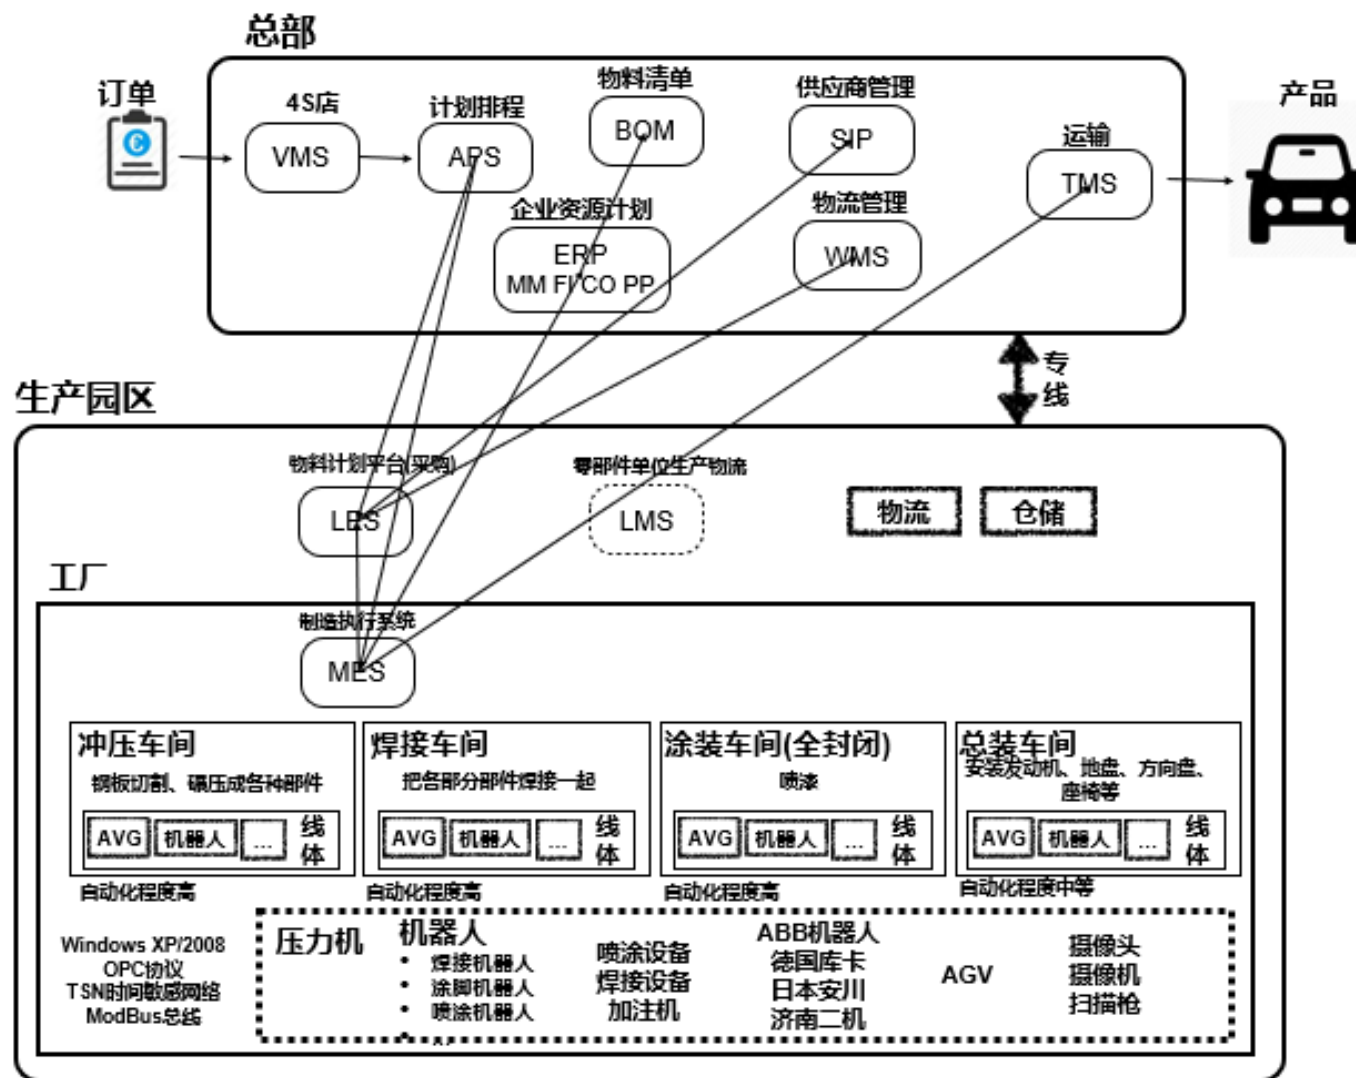 总部
订单
4S店
VMS
计划排程
APS
物料清单
BOM
企业资源计划
ERP
MM FI CO PP
供应商管理
SIP
物流管理
WMS
运输
TMS
产品
专
线
生产园区
物料计划平台(采购)
LES
零部件单位生产物流
LMS
物流
仓储
工厂
制造执行系统
MES
冲压车间
钢板切割、碾压成各种部件
AVG
机器人
...
线
体
自动化程度高
焊接车间
把各部分部件焊接一起
AVG
机器人
...
线
体
自动化程度高
涂装车间(全封闭)
喷漆
AVG
机器人
...
线
体
自动化程度高
总装车间
安装发动机、地盘、方向盘、
座椅等
AVG
机器人
...
线
体
自动化程度中等
Windows XP/2008
OPC协议
TSN时间敏感网络
ModBus总线
压力机
机器人
• 焊接机器人
• 涂脚机器人
• 喷涂机器人
喷涂设备
焊接设备
加注机
ABB机器人
德国库卡
日本安川
济南二机
AGV
摄像头
摄像机
扫描枪